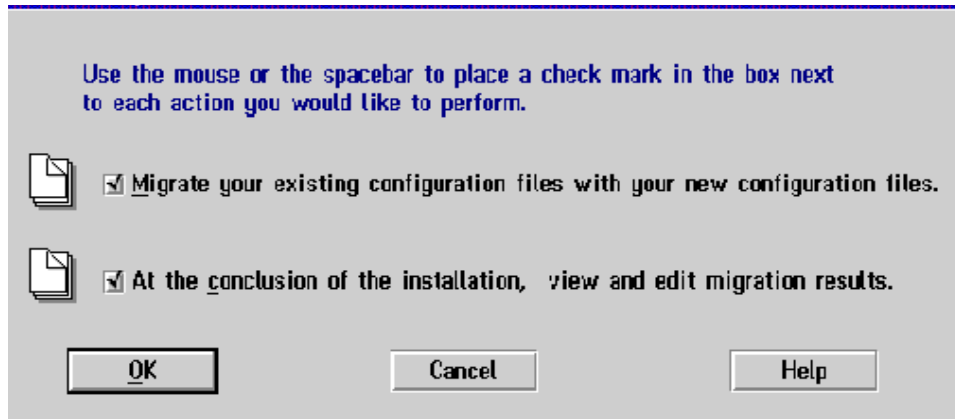 Use the mouse or the spacebar to place a check mark in the box next
to each action you would like to perform.
Migrate your existing configuration files with your new configuration files.
At the conclusion of the installation, view and edit migration results.
OK Cancel Help